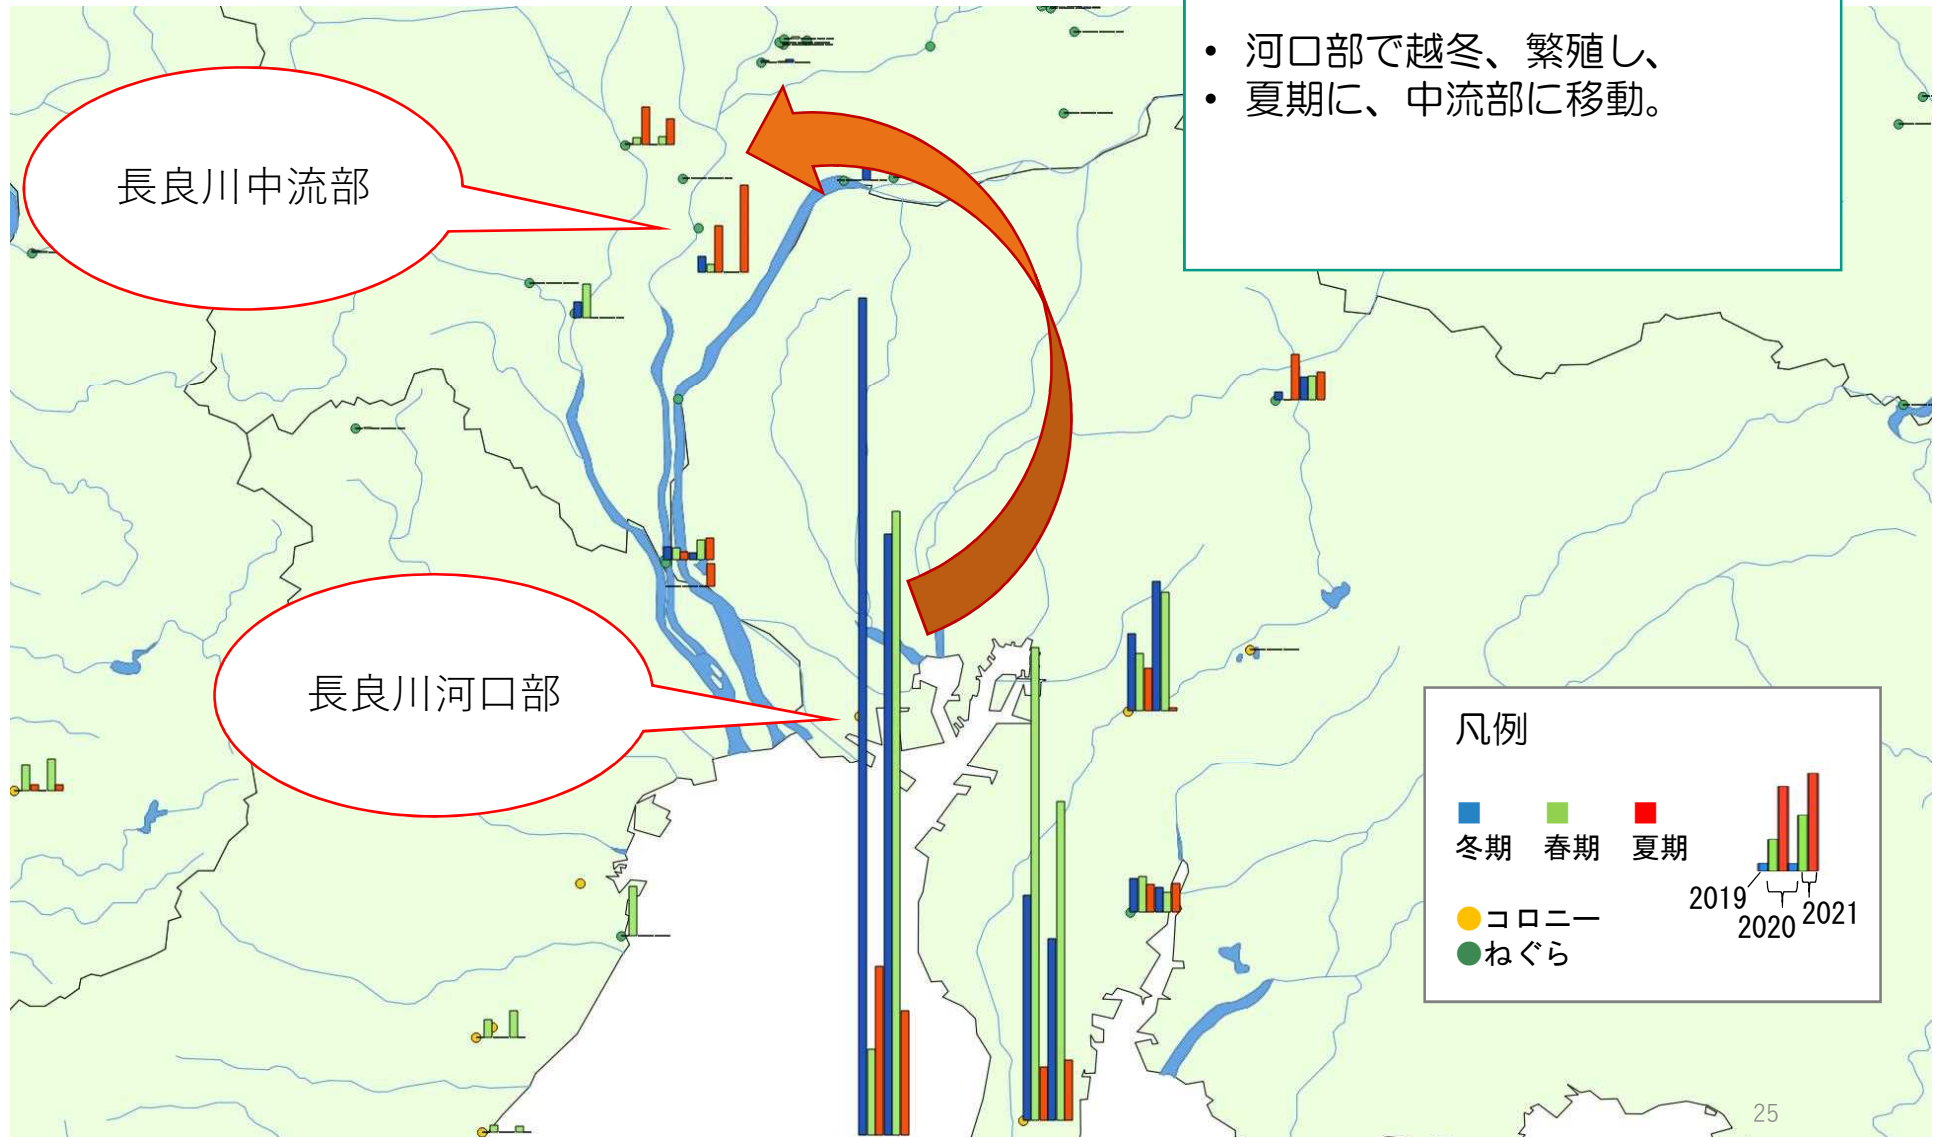 • 河口部で越冬、繁殖し、
• 夏期に、中流部に移動。
長良川中流部
長良川河口部
凡例
冬期 春期 夏期
2019
2020
2021
コロニー
ねぐら
25